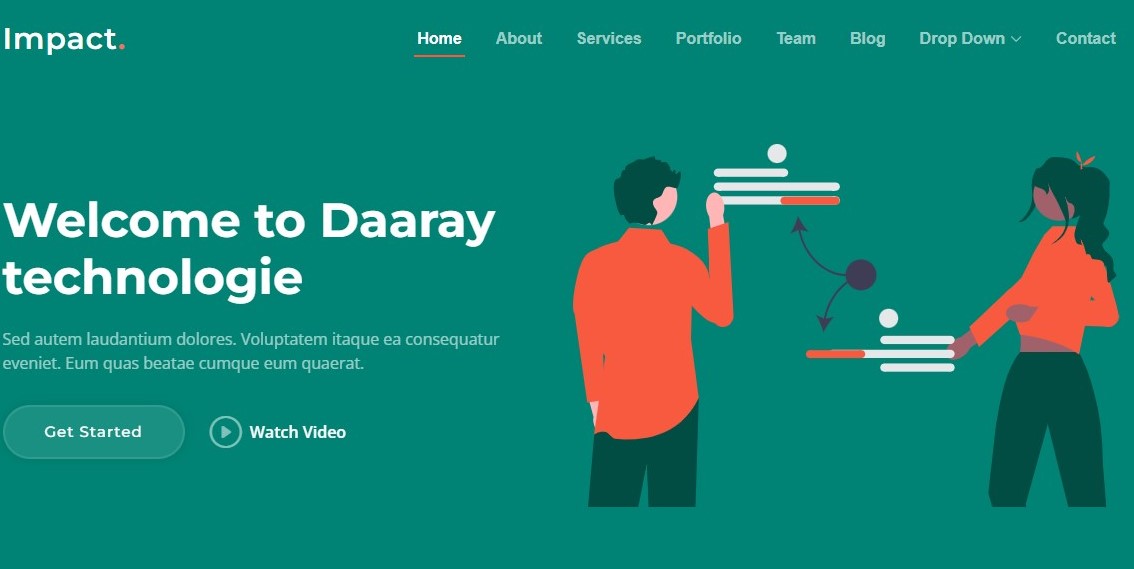 Impact.
Home About Services Portfolio Team Blog Drop Down Contact
Welcome to Daaray
technologie
Sed autem laudantium dolores. Voluptatem itaque ea consequatur
eveniet. Eum quas beatae cumque eum quaerat.
Get Started Watch Video